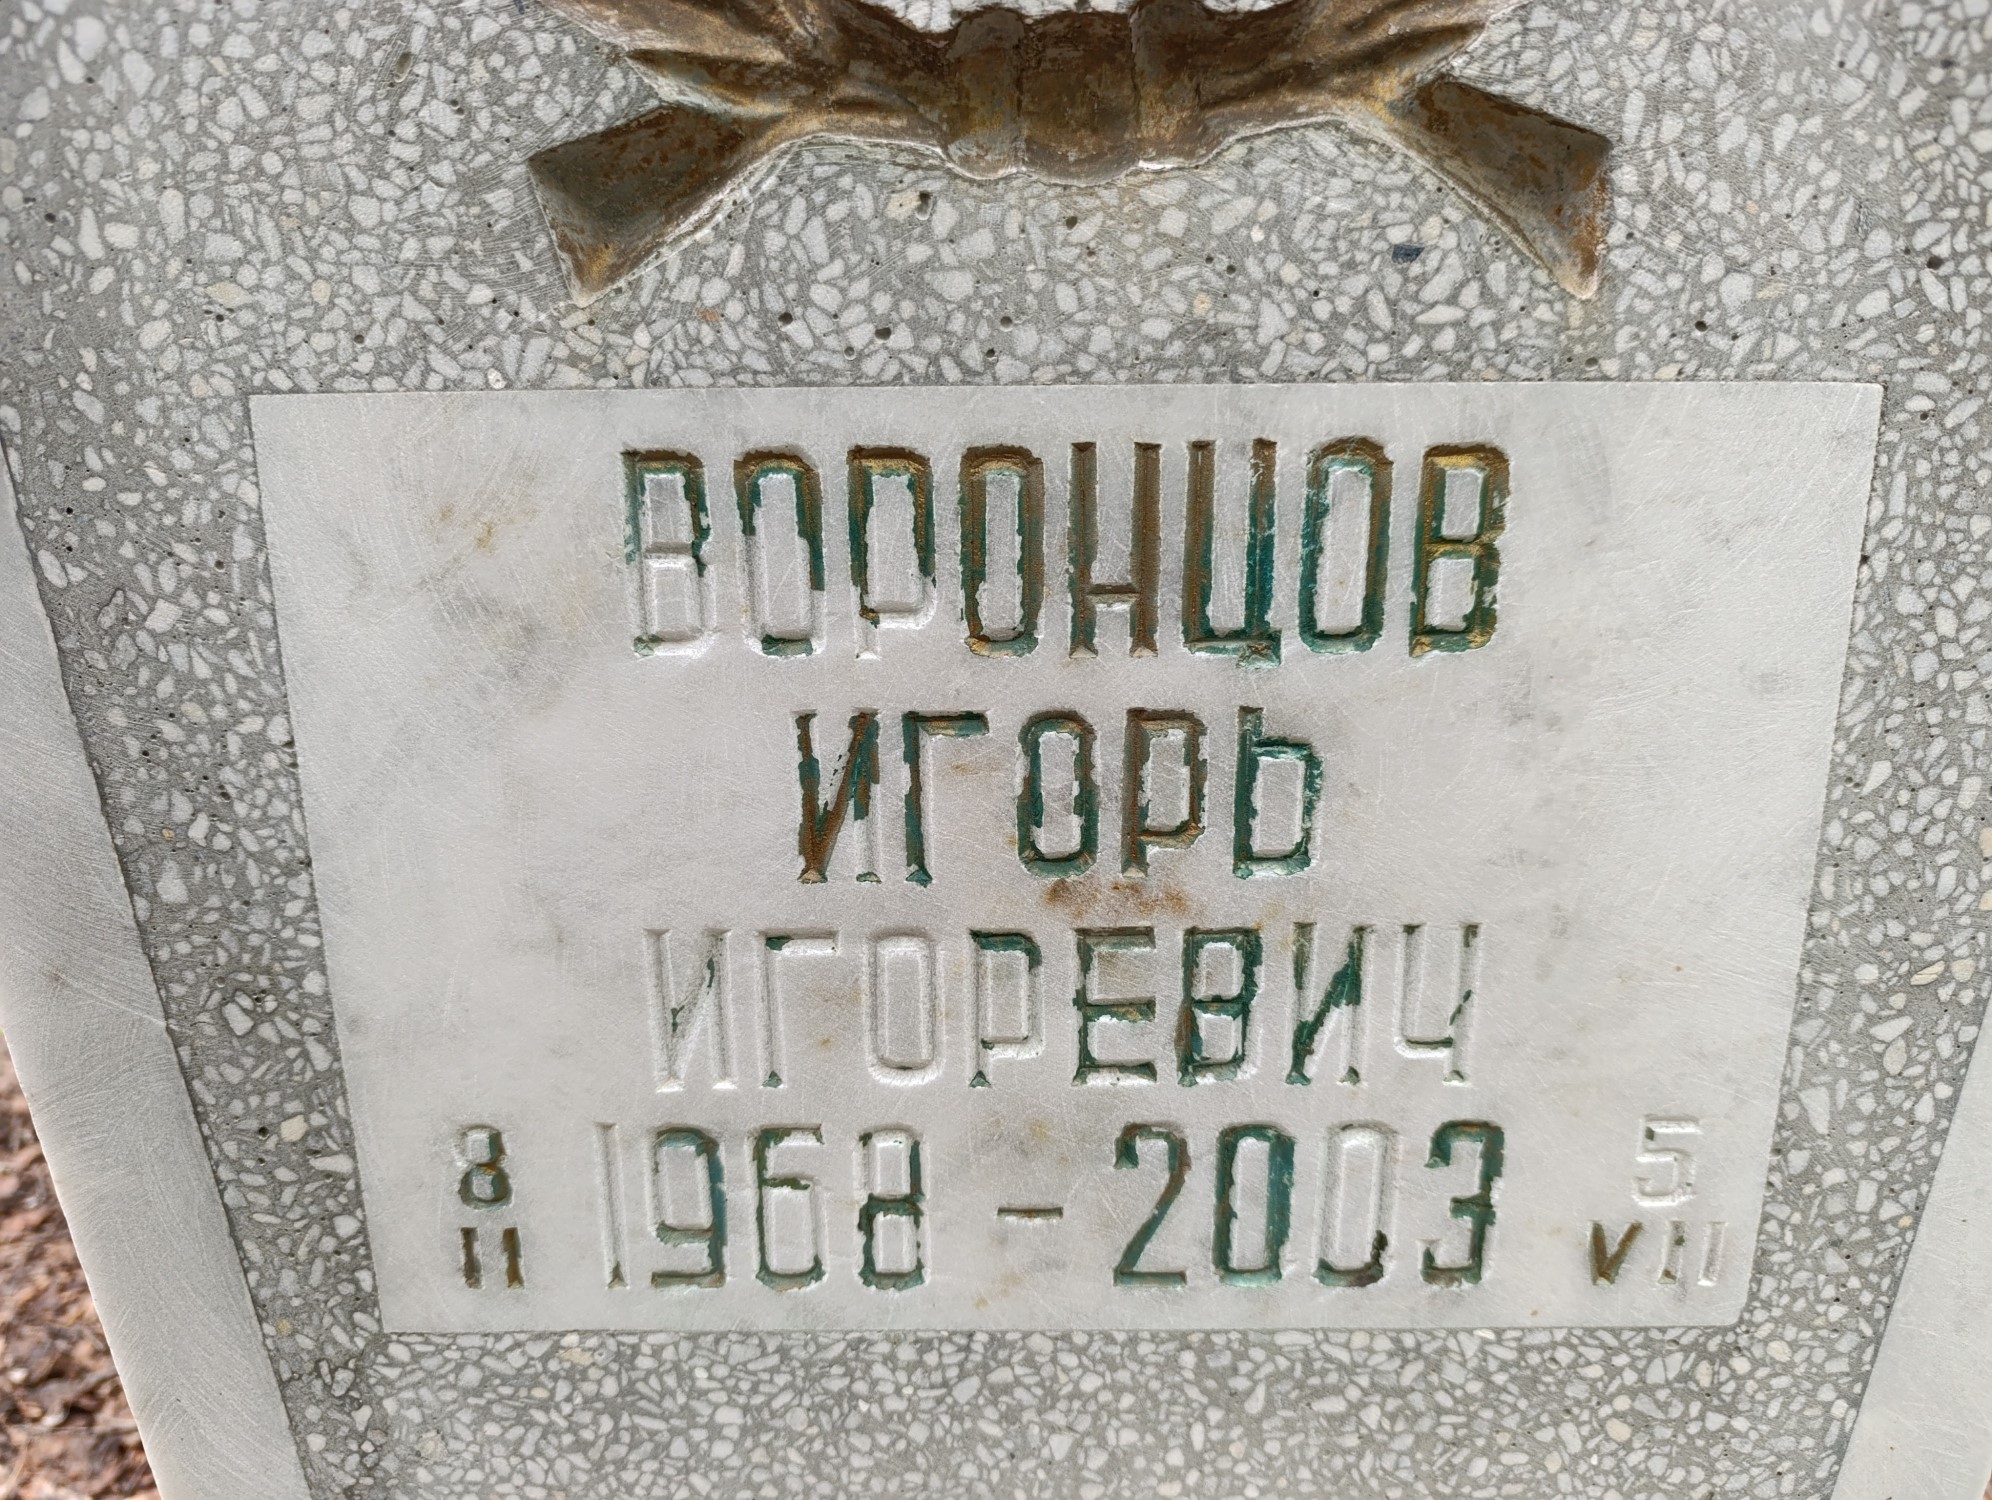 ВОРОНЦОВ
ИГОРЬ
ИГОРЕВИЧ
8 II 1968 - 2003 5 VII